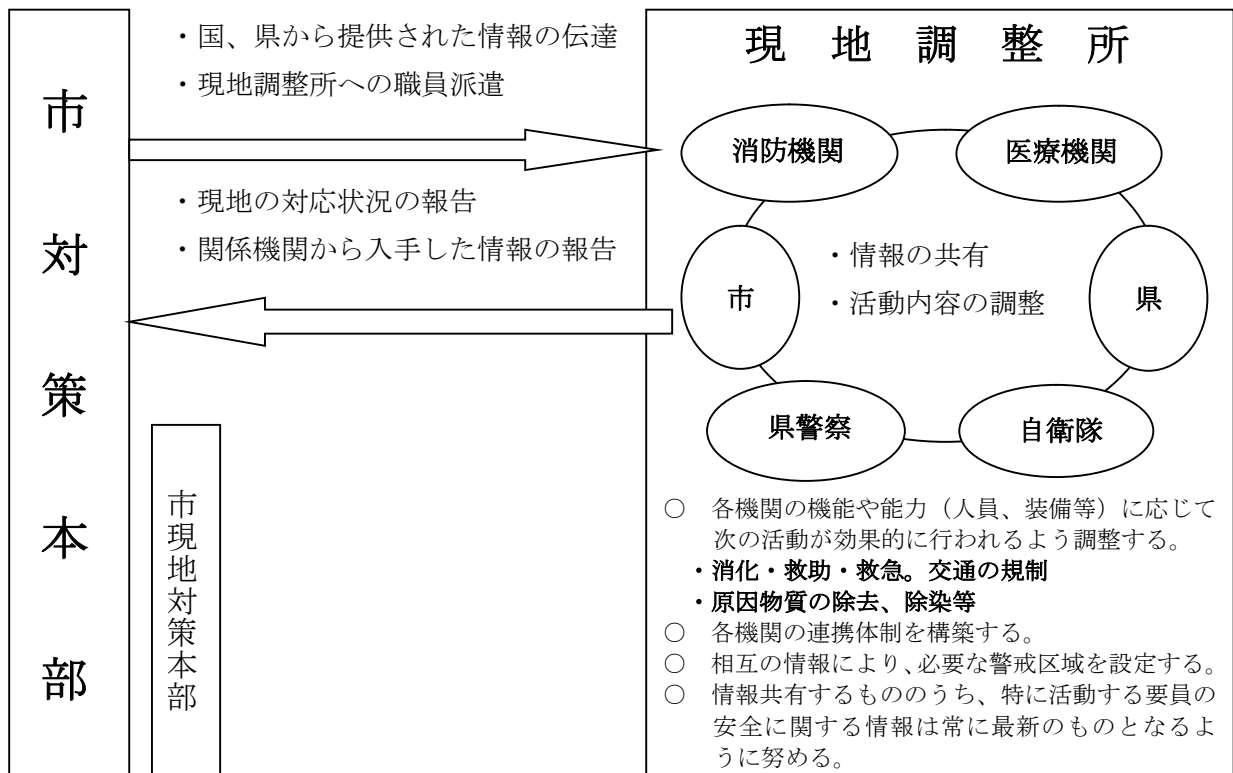 市対策本部
・国、県から提供された情報の伝達
・現地調整所への職員派遣
・現地の対応状況の報告
・関係機関から入手した情報の報告
市現地対策本部
現地調整所
消防機関
医療機関
市
・情報の共有
・活動内容の調整
県
県警察
自衛隊
○ 各機関の機能や能力（人員、装備等）に応じて
次の活動が効果的に行われるよう調整する。
・消化・救助・救急。交通の規制
・原因物質の除去、除染等
○ 各機関の連携体制を構築する。
○ 相互の情報により、必要な警戒区域を設定する。
○ 情報共有するもののうち、特に活動する要員の
安全に関する情報は常に最新のものとなるよ
うに努める。